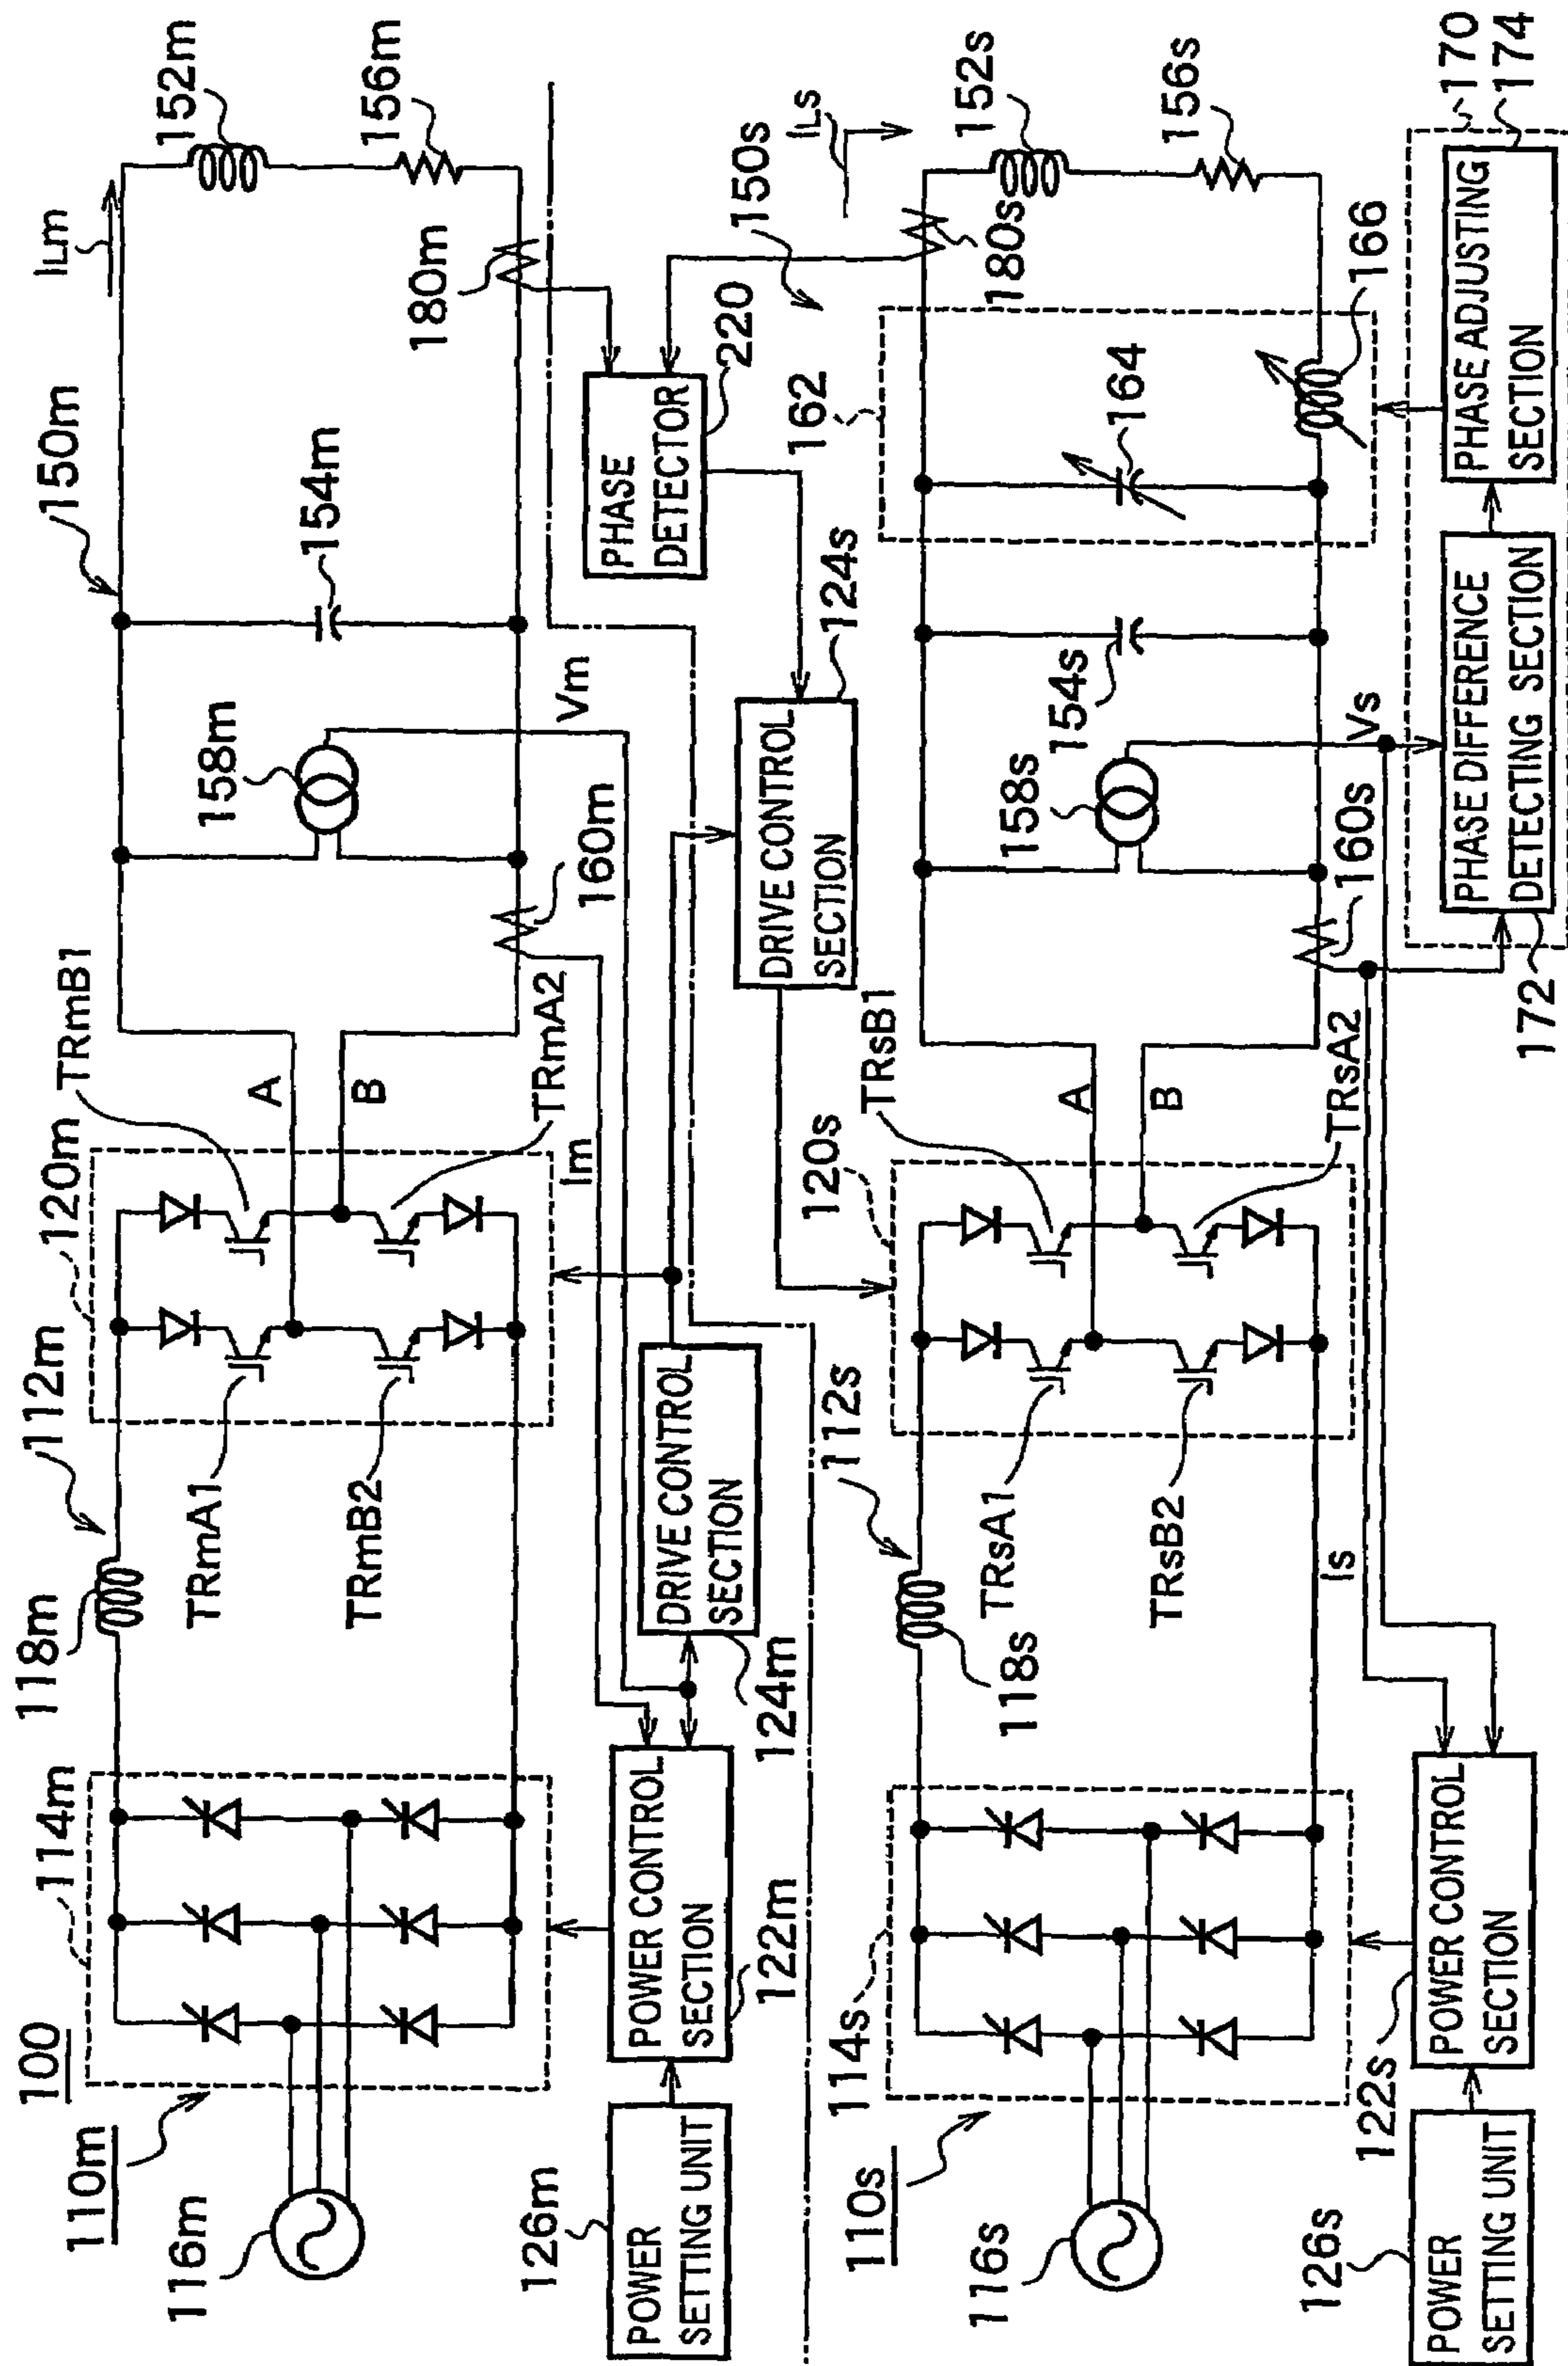 100
110m
116m
114m
118m
112m
120m
TRmB1
TRmA1
TRmB2
TRmA2
A
B
Im
150m
158m
160m
Vm
154m
ILm
152m
156m
180m
POWER
SETTING UNIT
126m
POWER CONTROL
SECTION
122m
DRIVE CONTROL
SECTION
124m
DRIVE CONTROL
SECTION
124s
PHASE
DETECTOR
220
110s
116s
114s
118s
112s
120s
TRsB1
TRsA1
TRsB2
TRsA2
A
B
Is
158s
160s
Vs
154s
162
164
166
150s
ILs
180s
152s
156s
POWER
SETTING UNIT
126s
POWER CONTROL
SECTION
122s
PHASE DIFFERENCE
DETECTING SECTION
172
PHASE ADJUSTING
SECTION
170
174